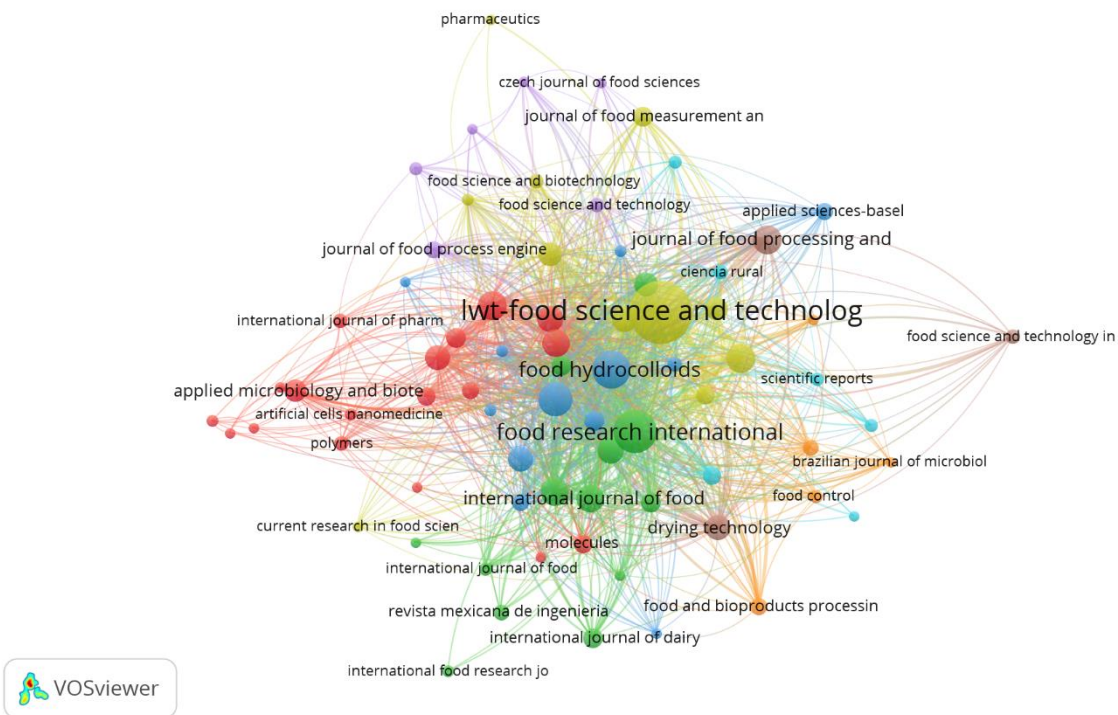 pharmaceutics
czech journal of food sciences
journal of food measurement an
food science and biotechnology
food science and technology
applied sciences-basel
journal of food process engine
journal of food processing and
ciencia rural
lwt-food science and technolog
international journal of pharm
food science and technology in
food hydrocolloids
scientific reports
applied microbiology and biote
artificial cells nanomedicine
food research international
polymers
brazilian journal of microbiol
international journal of food
food control
current research in food scien
drying technology
molecules
international journal of food
revista mexicana de ingenieria
food and bioproducts processin
international journal of dairy
international food research jo
VOSviewer